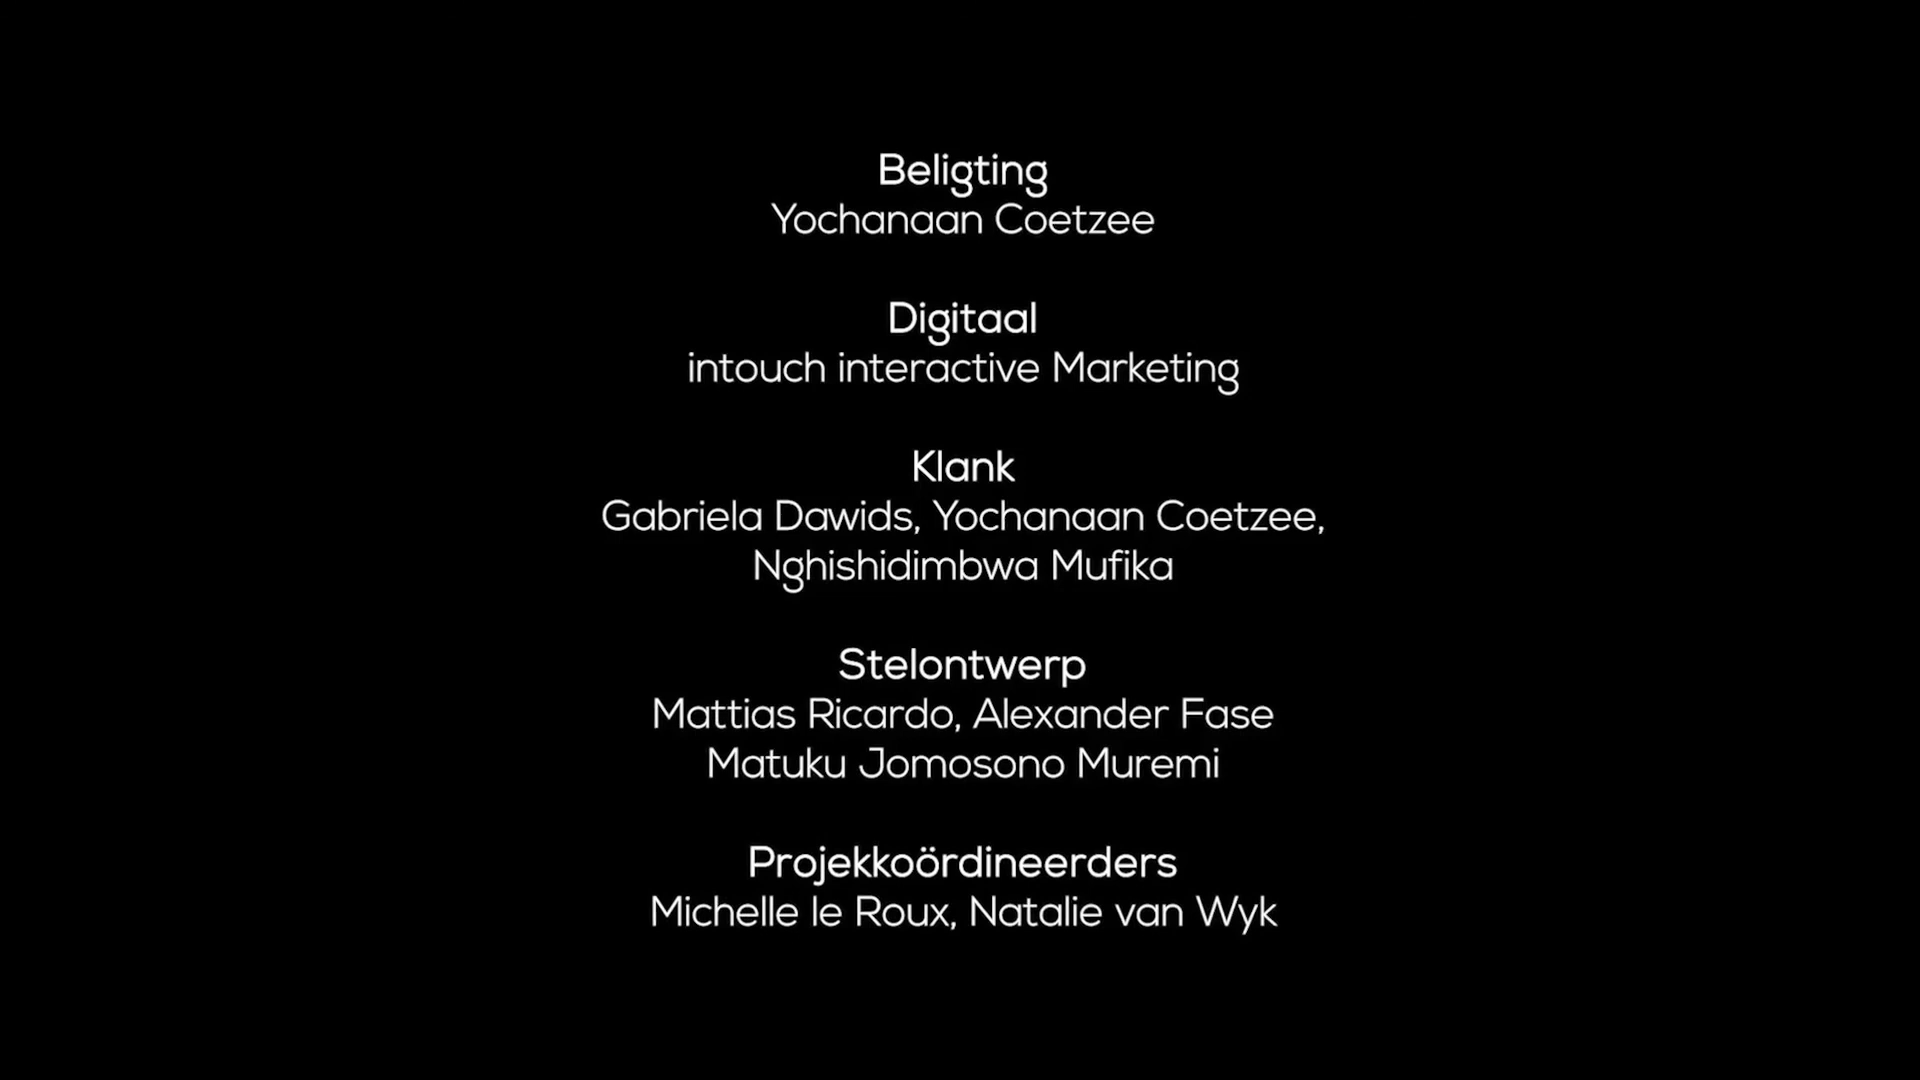 Beligting
Yochanaan Coetzee
Digitaal
intouch interactive Marketing
Klank
Gabriela Dawids, Yochanaan Coetzee,
Nghishidimbwa Mufika
Stelontwerp
Mattias Ricardo, Alexander Fase
Matuku Jomosono Muremi
Projekkoördineerders
Michelle le Roux, Natalie van Wyk